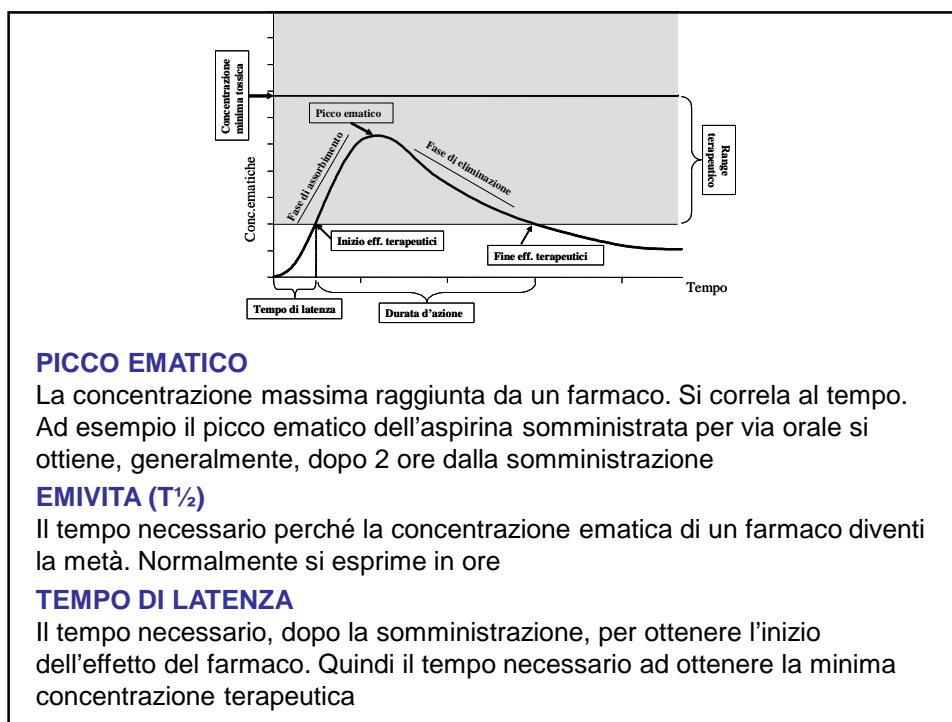 Concentrazione
minima tossica
Picco ematico
Fase di assorbimento
Fase di eliminazione
Range
terapeutico
Conc.ematiche
Inizio eff. terapeutici
Fine eff. terapeutici
Tempo
Tempo di latenza
Durata d'azione
PICCO EMATICO
La concentrazione massima raggiunta da un farmaco. Si correla al tempo.
Ad esempio il picco ematico dell'aspirina somministrata per via orale si
ottiene, generalmente, dopo 2 ore dalla somministrazione
EMIVITA (T½)
Il tempo necessario perché la concentrazione ematica di un farmaco diventi
la metà. Normalmente si esprime in ore
TEMPO DI LATENZA
Il tempo necessario, dopo la somministrazione, per ottenere l'inizio
dell'effetto del farmaco. Quindi il tempo necessario ad ottenere la minima
concentrazione terapeutica